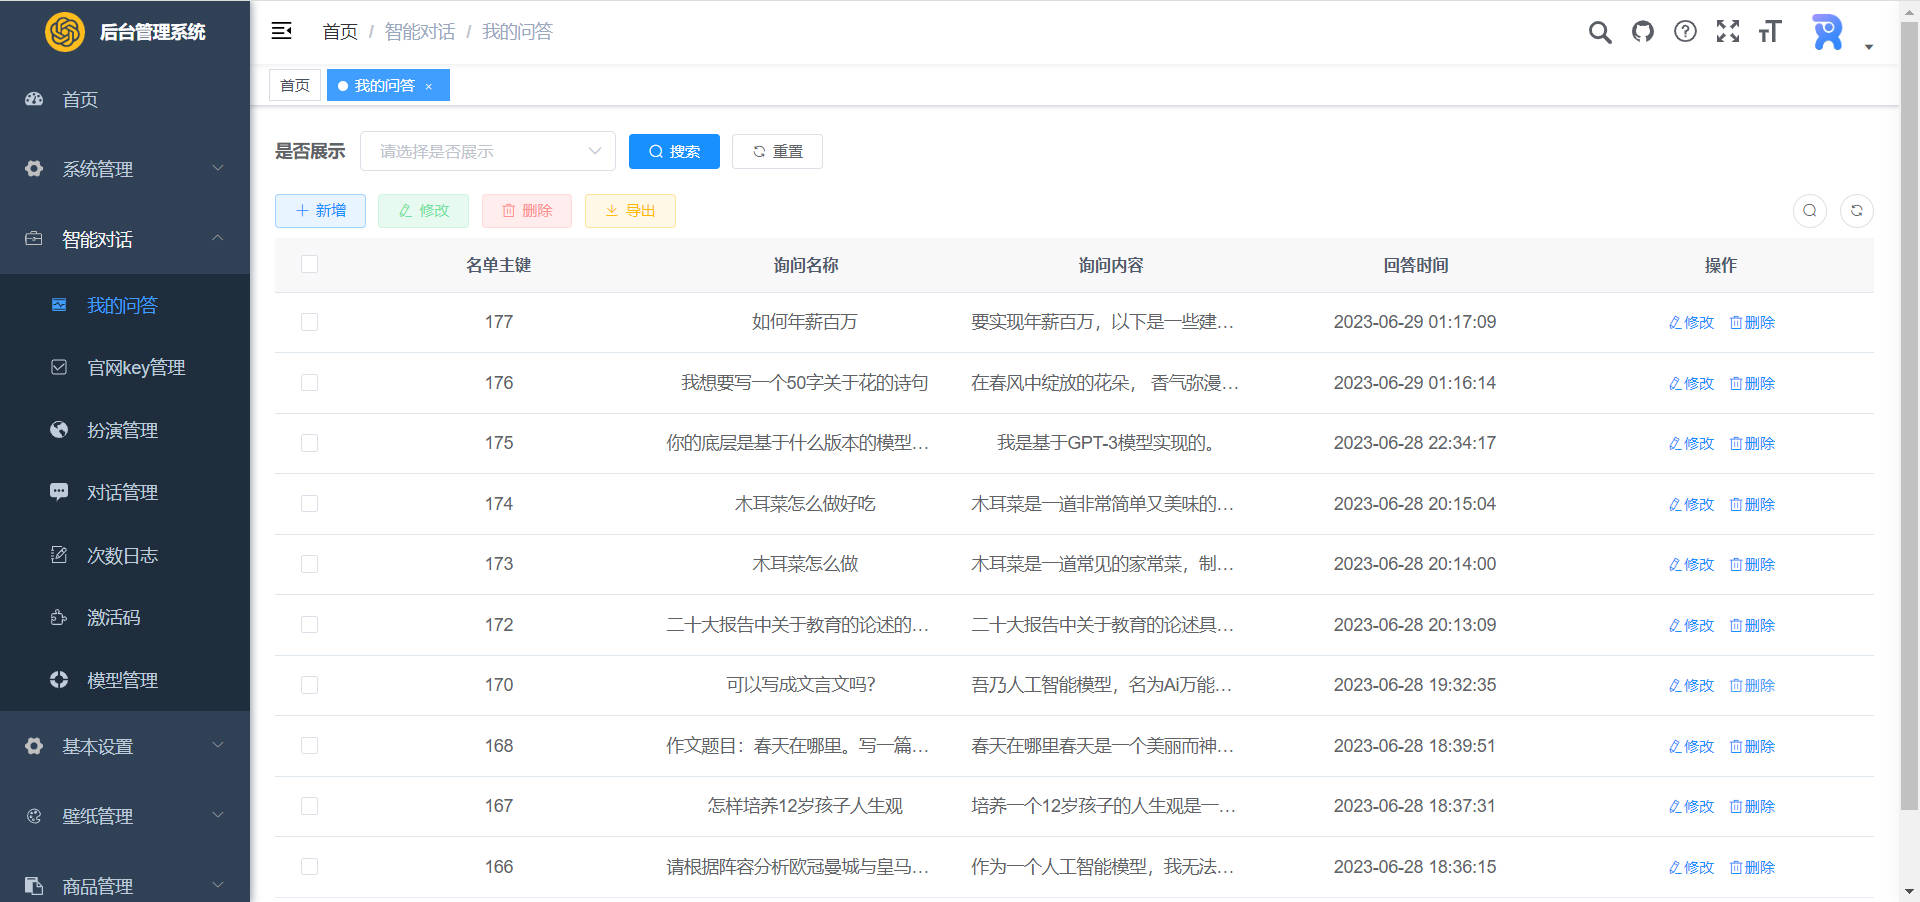 后台管理系统
首页 / 智能对话 / 我的问答
首页
我的问答 ×
首页
系统管理
智能对话
我的问答
官网key管理
扮演管理
对话管理
次数日志
激活码
模型管理
基本设置
壁纸管理
商品管理
是否展示 请选择是否展示 搜索 重置
新增 修改 删除 导出
名单主键 询问名称 询问内容 回答时间 操作
177 如何年薪百万 要实现年薪百万，以下是一些建... 2023-06-29 01:17:09 修改 删除
176 我想要写一个50字关于花的诗句 在春风中绽放的花朵， 香气弥漫... 2023-06-29 01:16:14 修改 删除
175 你的底层是基于什么版本的模型... 我是基于GPT-3模型实现的。 2023-06-28 22:34:17 修改 删除
174 木耳菜怎么做好吃 木耳菜是一道非常简单又美味的... 2023-06-28 20:15:04 修改 删除
173 木耳菜怎么做 木耳菜是一道常见的家常菜，制... 2023-06-28 20:14:00 修改 删除
172 二十大报告中关于教育的论述的... 二十大报告中关于教育的论述具... 2023-06-28 20:13:09 修改 删除
170 可以写成文言文吗? 吾乃人工智能模型，名为Ai万能... 2023-06-28 19:32:35 修改 删除
168 作文题目：春天在哪里。写一篇... 春天在哪里春天是一个美丽而神... 2023-06-28 18:39:51 修改 删除
167 怎样培养12岁孩子人生观 培养一个12岁孩子的人生观是一... 2023-06-28 18:37:31 修改 删除
166 请根据阵容分析欧冠曼城与皇马... 作为一个人工智能模型，我无法... 2023-06-28 18:36:15 修改 删除